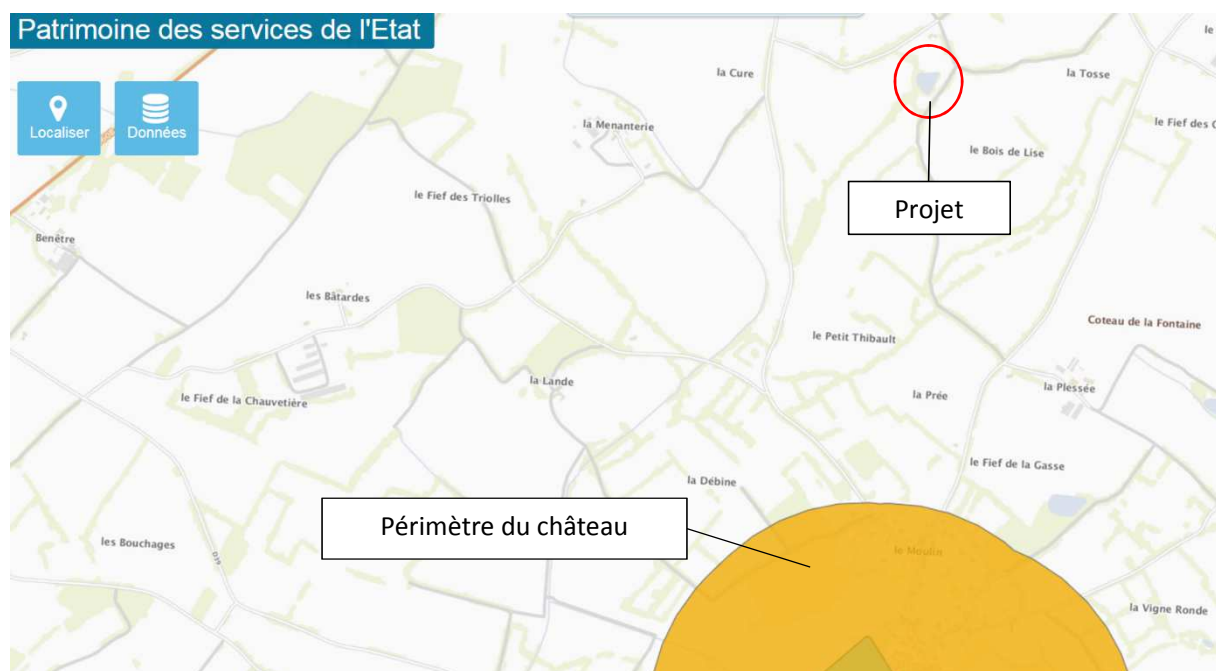 Patrimoine des services de l'Etat
le
la Cure
la Tosse
Localiser
Données
la Menanterie
le Fief des
le Bois de Lise
le Fief des Triolles
Projet
Benêtre
les Bâtardes
Coteau de la Fontaine
le Petit Thibault
la Lande
la Plessée
le Fief de la Chauvetière
la Prée
le Fief de la Gasse
la Débine
Périmètre du château
les Bouchages
le Moulin
D19
la Vigne Ronde